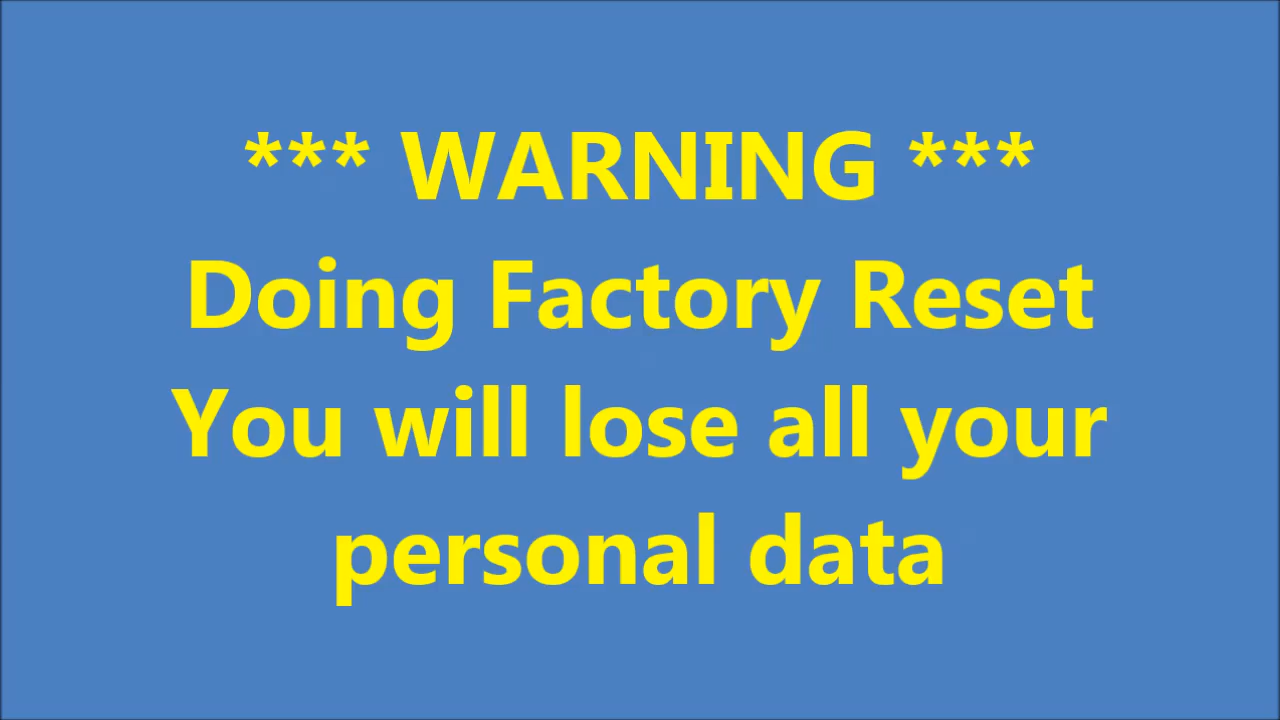 *** WARNING ***
Doing Factory Reset
You will lose all your
personal data